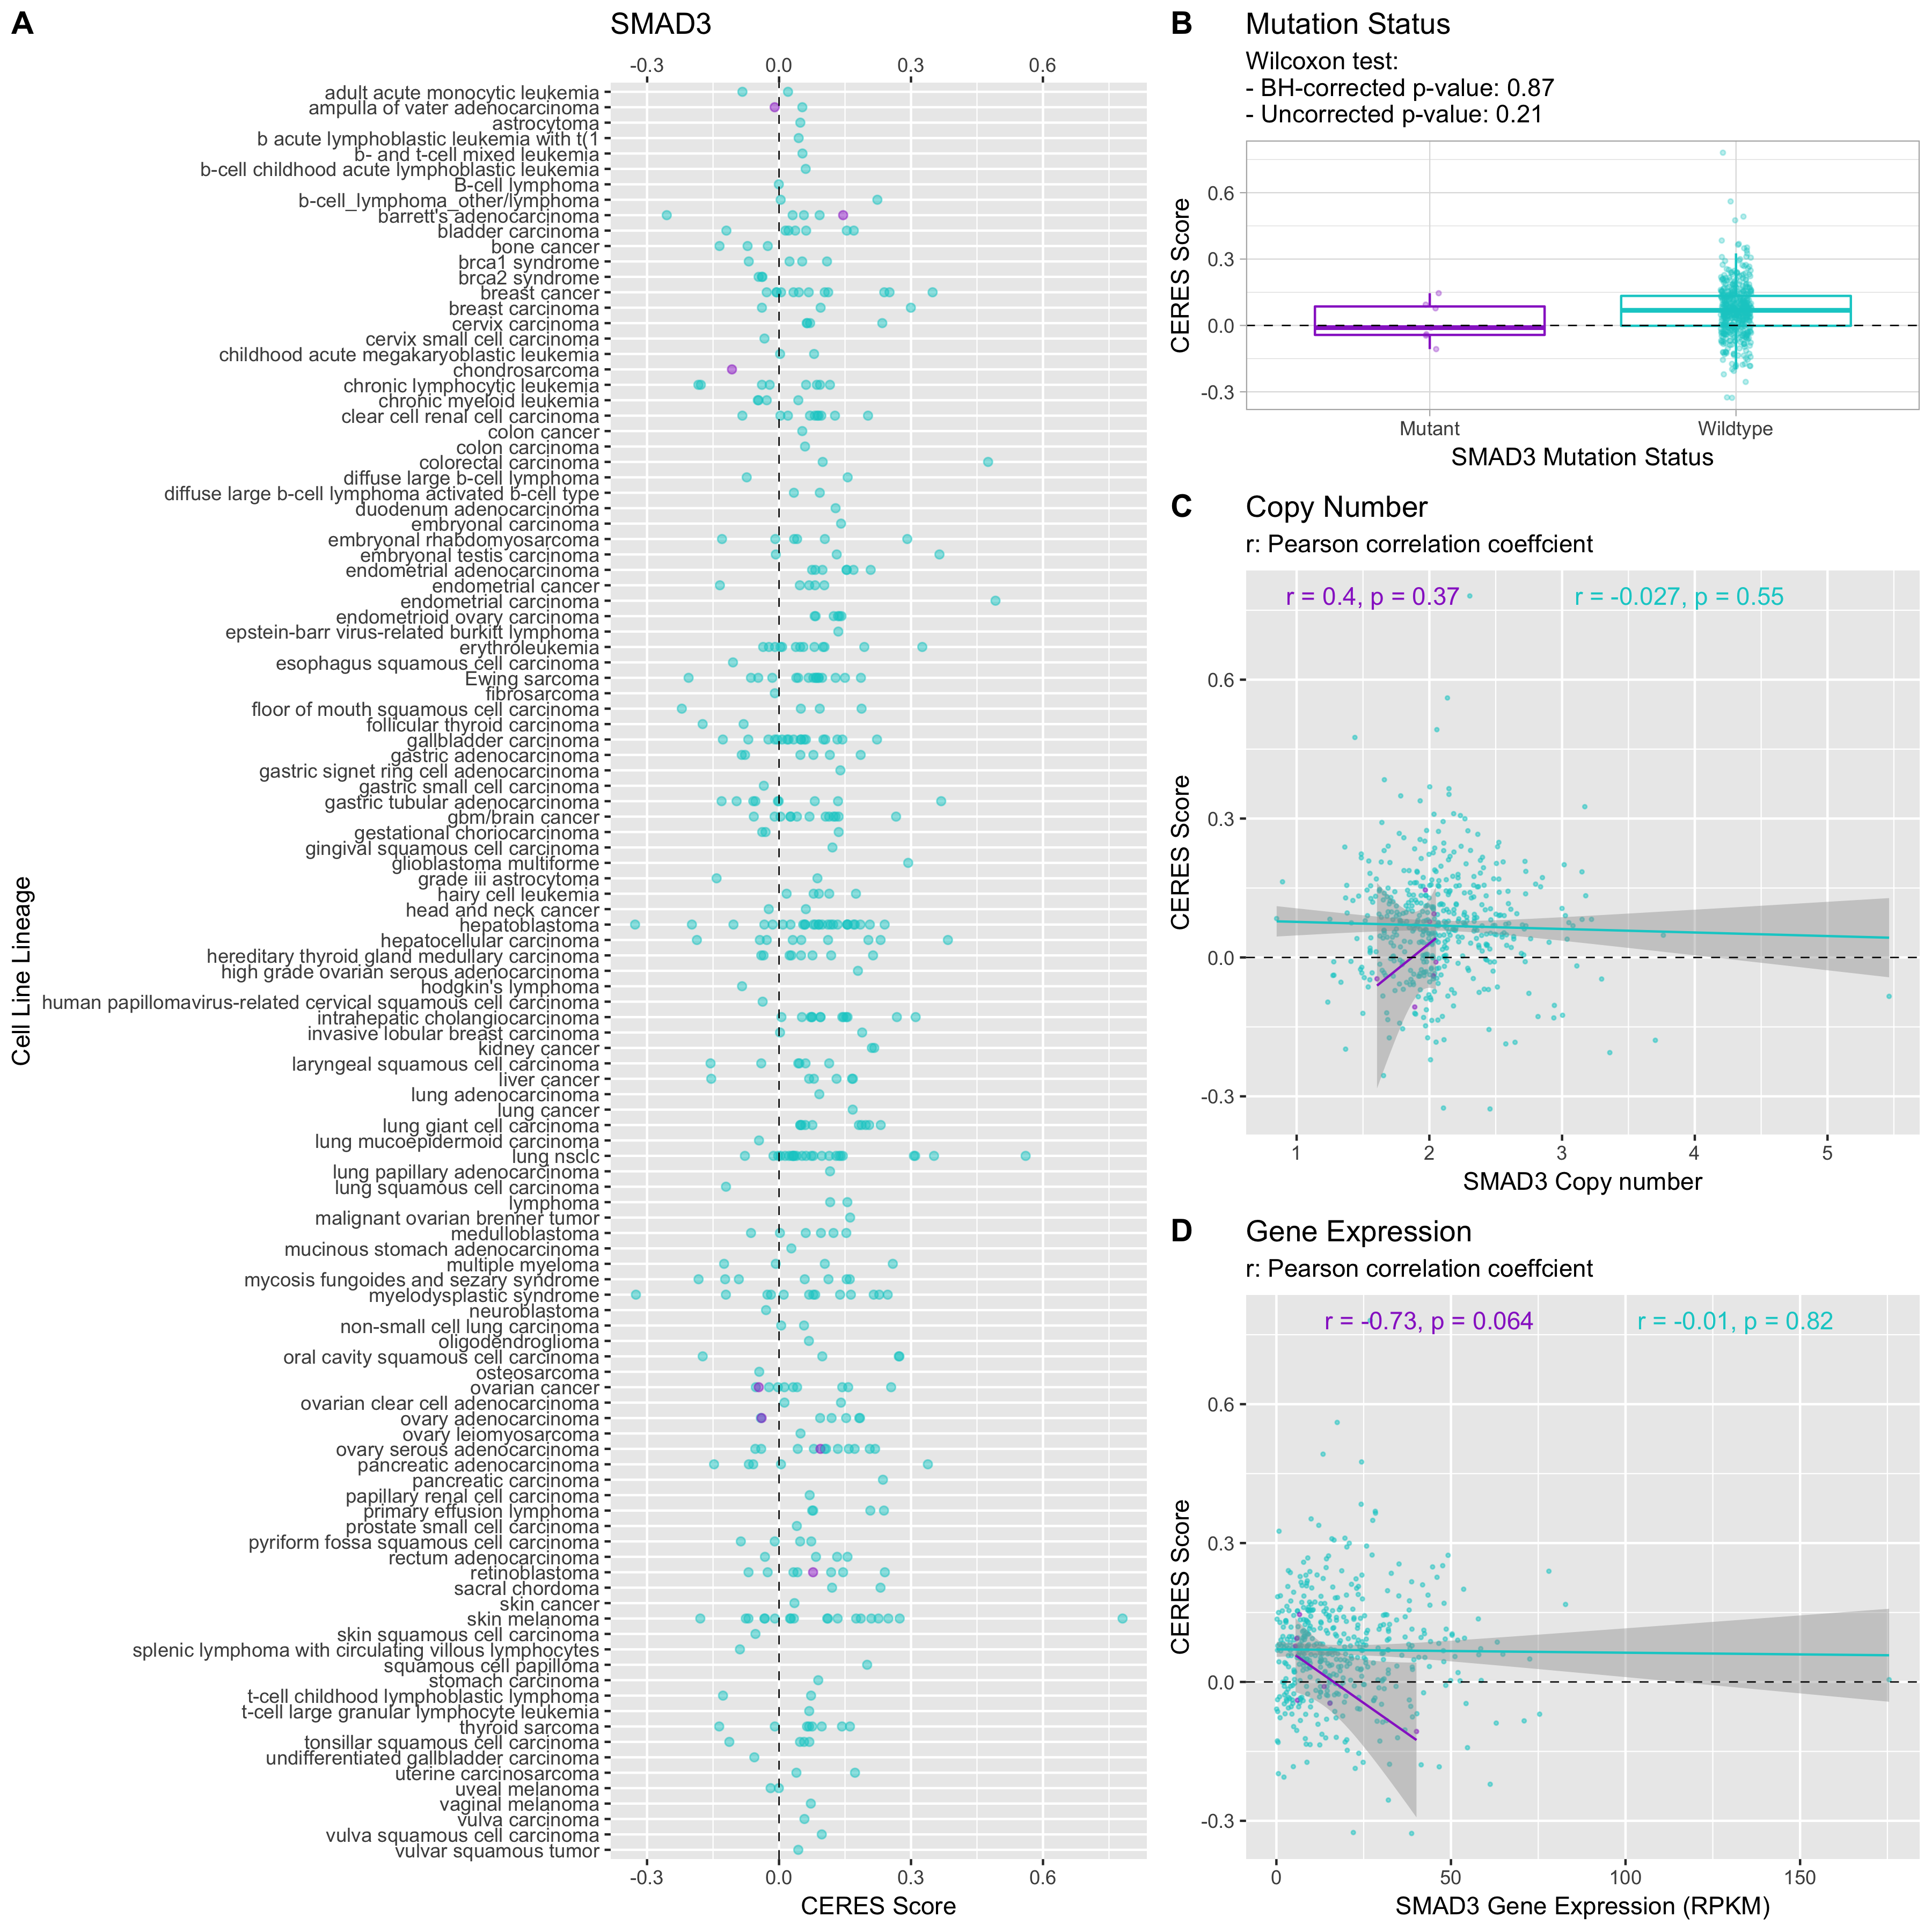 A
SMAD3
-0.3 0.0 0.3 0.6
adult acute monocytic leukemia
ampulla of vater adenocarcinoma
astrocytoma
b acute lymphoblastic leukemia with t(1
b- and t-cell mixed leukemia
b-cell childhood acute lymphoblastic leukemia
B-cell lymphoma
b-cell_lymphoma_other/lymphoma
barrett's adenocarcinoma
bladder carcinoma
bone cancer
brca1 syndrome
brca2 syndrome
breast cancer
breast carcinoma
cervix carcinoma
cervix small cell carcinoma
childhood acute megakaryoblastic leukemia
chondrosarcoma
chronic lymphocytic leukemia
chronic myeloid leukemia
clear cell renal cell carcinoma
colon cancer
colon carcinoma
colorectal carcinoma
diffuse large b-cell lymphoma
diffuse large b-cell lymphoma activated b-cell type
duodenum adenocarcinoma
embryonal carcinoma
embryonal rhabdomyosarcoma
embryonal testis carcinoma
endometrial adenocarcinoma
endometrial cancer
endometrial carcinoma
endometrioid ovary carcinoma
epstein-barr virus-related burkitt lymphoma
erythroleukemia
esophagus squamous cell carcinoma
Ewing sarcoma
fibrosarcoma
floor of mouth squamous cell carcinoma
follicular thyroid carcinoma
gallbladder carcinoma
gastric adenocarcinoma
gastric signet ring cell adenocarcinoma
gastric small cell carcinoma
gastric tubular adenocarcinoma
gbm/brain cancer
gestational choriocarcinoma
gingival squamous cell carcinoma
glioblastoma multiforme
grade iii astrocytoma
hairy cell leukemia
head and neck cancer
hepatoblastoma
hepatocellular carcinoma
hereditary thyroid gland medullary carcinoma
high grade ovarian serous adenocarcinoma
hodgkin's lymphoma
human papillomavirus-related cervical squamous cell carcinoma
intrahepatic cholangiocarcinoma
invasive lobular breast carcinoma
kidney cancer
laryngeal squamous cell carcinoma
liver cancer
lung adenocarcinoma
lung cancer
lung giant cell carcinoma
lung mucoepidermoid carcinoma
lung nsclc
lung papillary adenocarcinoma
lung squamous cell carcinoma
lymphoma
malignant ovarian brenner tumor
medulloblastoma
mucinous stomach adenocarcinoma
multiple myeloma
mycosis fungoides and sezary syndrome
myelodysplastic syndrome
neuroblastoma
non-small cell lung carcinoma
oligodendroglioma
oral cavity squamous cell carcinoma
osteosarcoma
ovarian cancer
ovarian clear cell adenocarcinoma
ovary adenocarcinoma
ovary leiomyosarcoma
ovary serous adenocarcinoma
pancreatic adenocarcinoma
pancreatic carcinoma
papillary renal cell carcinoma
primary effusion lymphoma
prostate small cell carcinoma
pyriform fossa squamous cell carcinoma
rectum adenocarcinoma
retinoblastoma
sacral chordoma
skin cancer
skin melanoma
skin squamous cell carcinoma
splenic lymphoma with circulating villous lymphocytes
squamous cell papilloma
stomach carcinoma
t-cell childhood lymphoblastic lymphoma
t-cell large granular lymphocyte leukemia
thyroid sarcoma
tonsillar squamous cell carcinoma
undifferentiated gallbladder carcinoma
uterine carcinosarcoma
uveal melanoma
vaginal melanoma
vulva carcinoma
vulva squamous cell carcinoma
vulvar squamous tumor
-0.3 0.0 0.3 0.6
CERES Score
Cell Line Lineage
B
Mutation Status
Wilcoxon test:
- BH-corrected p-value: 0.87
- Uncorrected p-value: 0.21
0.6
0.3
0.0
-0.3
CERES Score
Mutant Wildtype
SMAD3 Mutation Status
C
Copy Number
r: Pearson correlation coeffcient
r = 0.4, p = 0.37 r = -0.027, p = 0.55
0.6
0.3
0.0
-0.3
CERES Score
1 2 3 4 5
SMAD3 Copy number
D
Gene Expression
r: Pearson correlation coeffcient
r = -0.73, p = 0.064 r = -0.01, p = 0.82
0.6
0.3
0.0
-0.3
CERES Score
0 50 100 150
SMAD3 Gene Expression (RPKM)